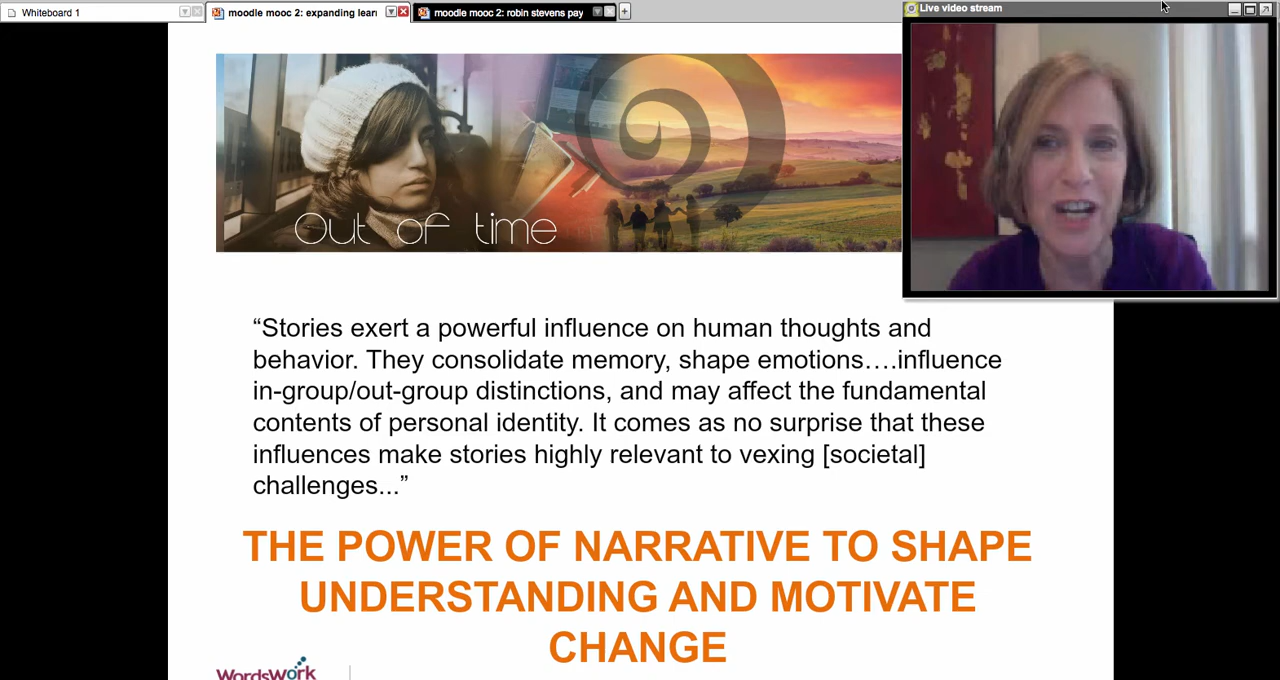 Whiteboard 1
moodle mooc 2: expanding learn
moodle mooc 2: robin stevens pay
Live video stream
Out of time
“Stories exert a powerful influence on human thoughts and
behavior. They consolidate memory, shape emotions….influence
in-group/out-group distinctions, and may affect the fundamental
contents of personal identity. It comes as no surprise that these
influences make stories highly relevant to vexing [societal]
challenges...”
THE POWER OF NARRATIVE TO SHAPE
UNDERSTANDING AND MOTIVATE
CHANGE
WordsWork